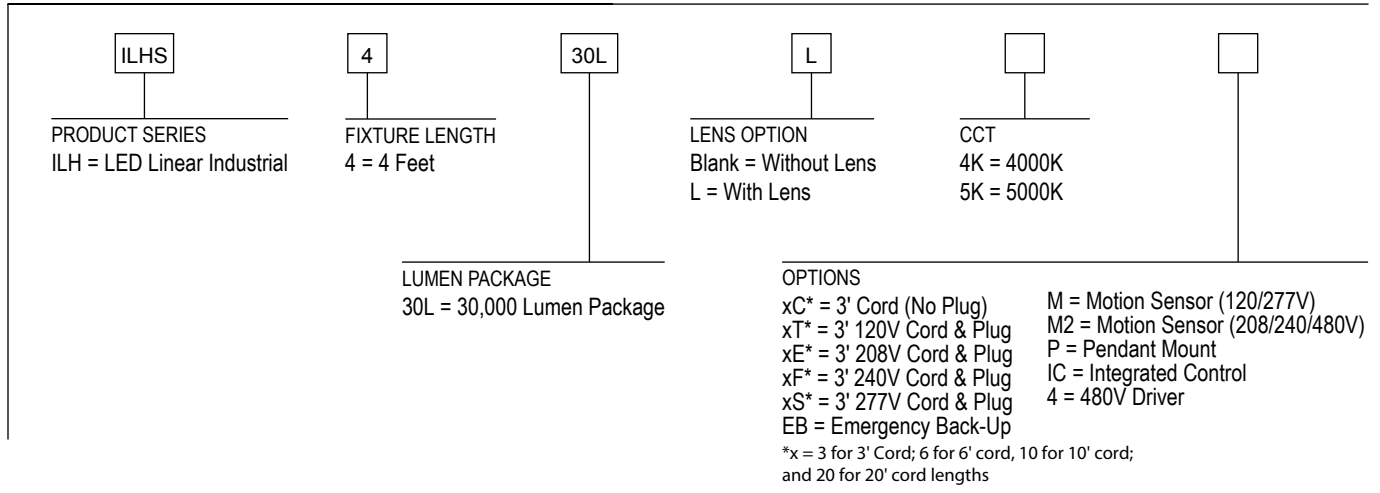 ILHS 4 30L L
PRODUCT SERIES
ILH = LED Linear Industrial
FIXTURE LENGTH
4 = 4 Feet
LENS OPTION
Blank = Without Lens
L = With Lens
CCT
4K = 4000K
5K = 5000K
LUMEN PACKAGE
30L = 30,000 Lumen Package
OPTIONS
xC* = 3' Cord (No Plug)
xT* = 3' 120V Cord & Plug
xE* = 3' 208V Cord & Plug
xF* = 3' 240V Cord & Plug
xS* = 3' 277V Cord & Plug
EB = Emergency Back-Up
M = Motion Sensor (120/277V)
M2 = Motion Sensor (208/240/480V)
P = Pendant Mount
IC = Integrated Control
4 = 480V Driver
*x = 3 for 3' Cord; 6 for 6' cord, 10 for 10' cord;
and 20 for 20' cord lengths